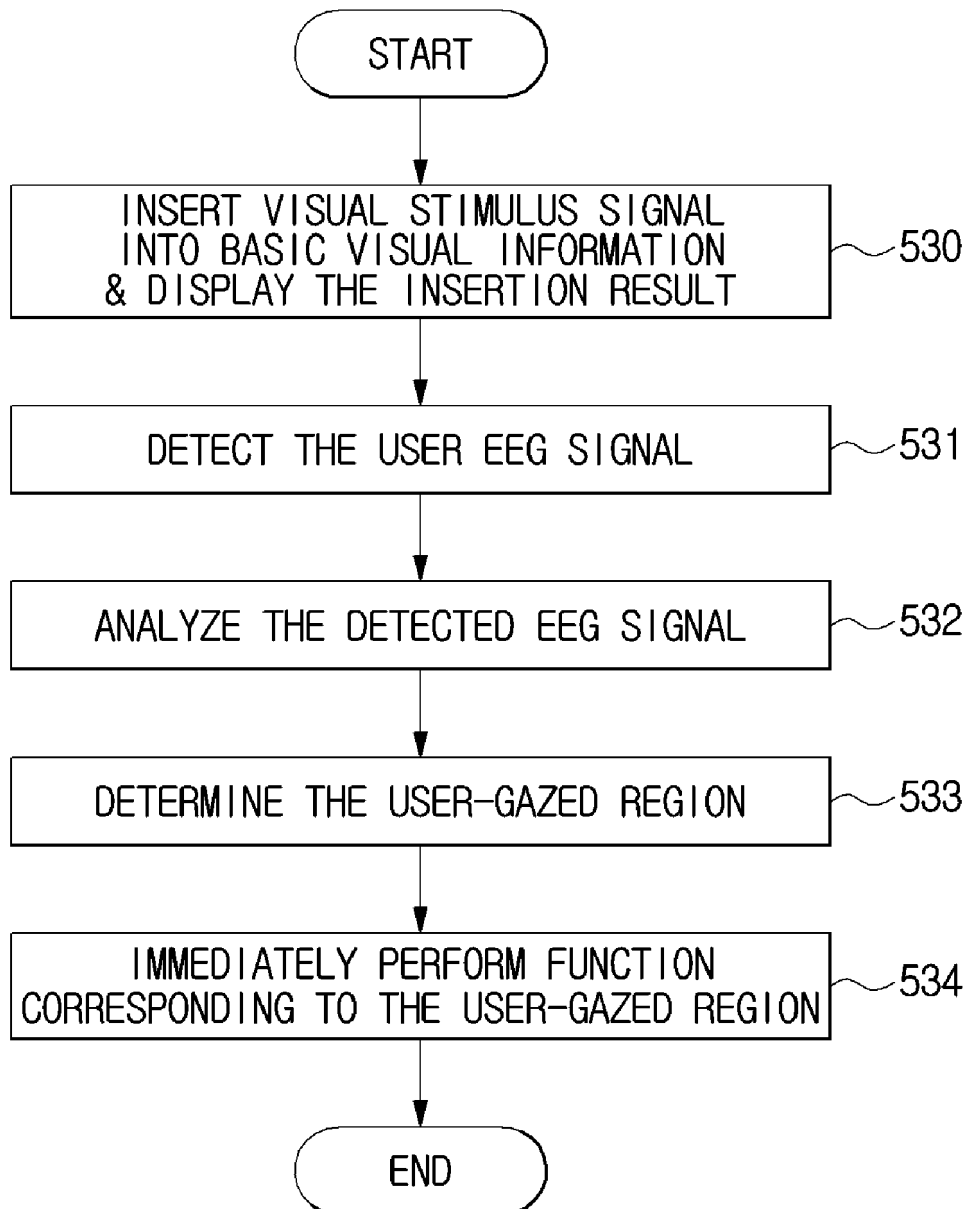 START
INSERT VISUAL STIMULUS SIGNAL
INTO BASIC VISUAL INFORMATION
& DISPLAY THE INSERTION RESULT
530
DETECT THE USER EEG SIGNAL
531
ANALYZE THE DETECTED EEG SIGNAL
532
DETERMINE THE USER-GAZED REGION
533
IMMEDIATELY PERFORM FUNCTION
CORRESPONDING TO THE USER-GAZED REGION
534
END